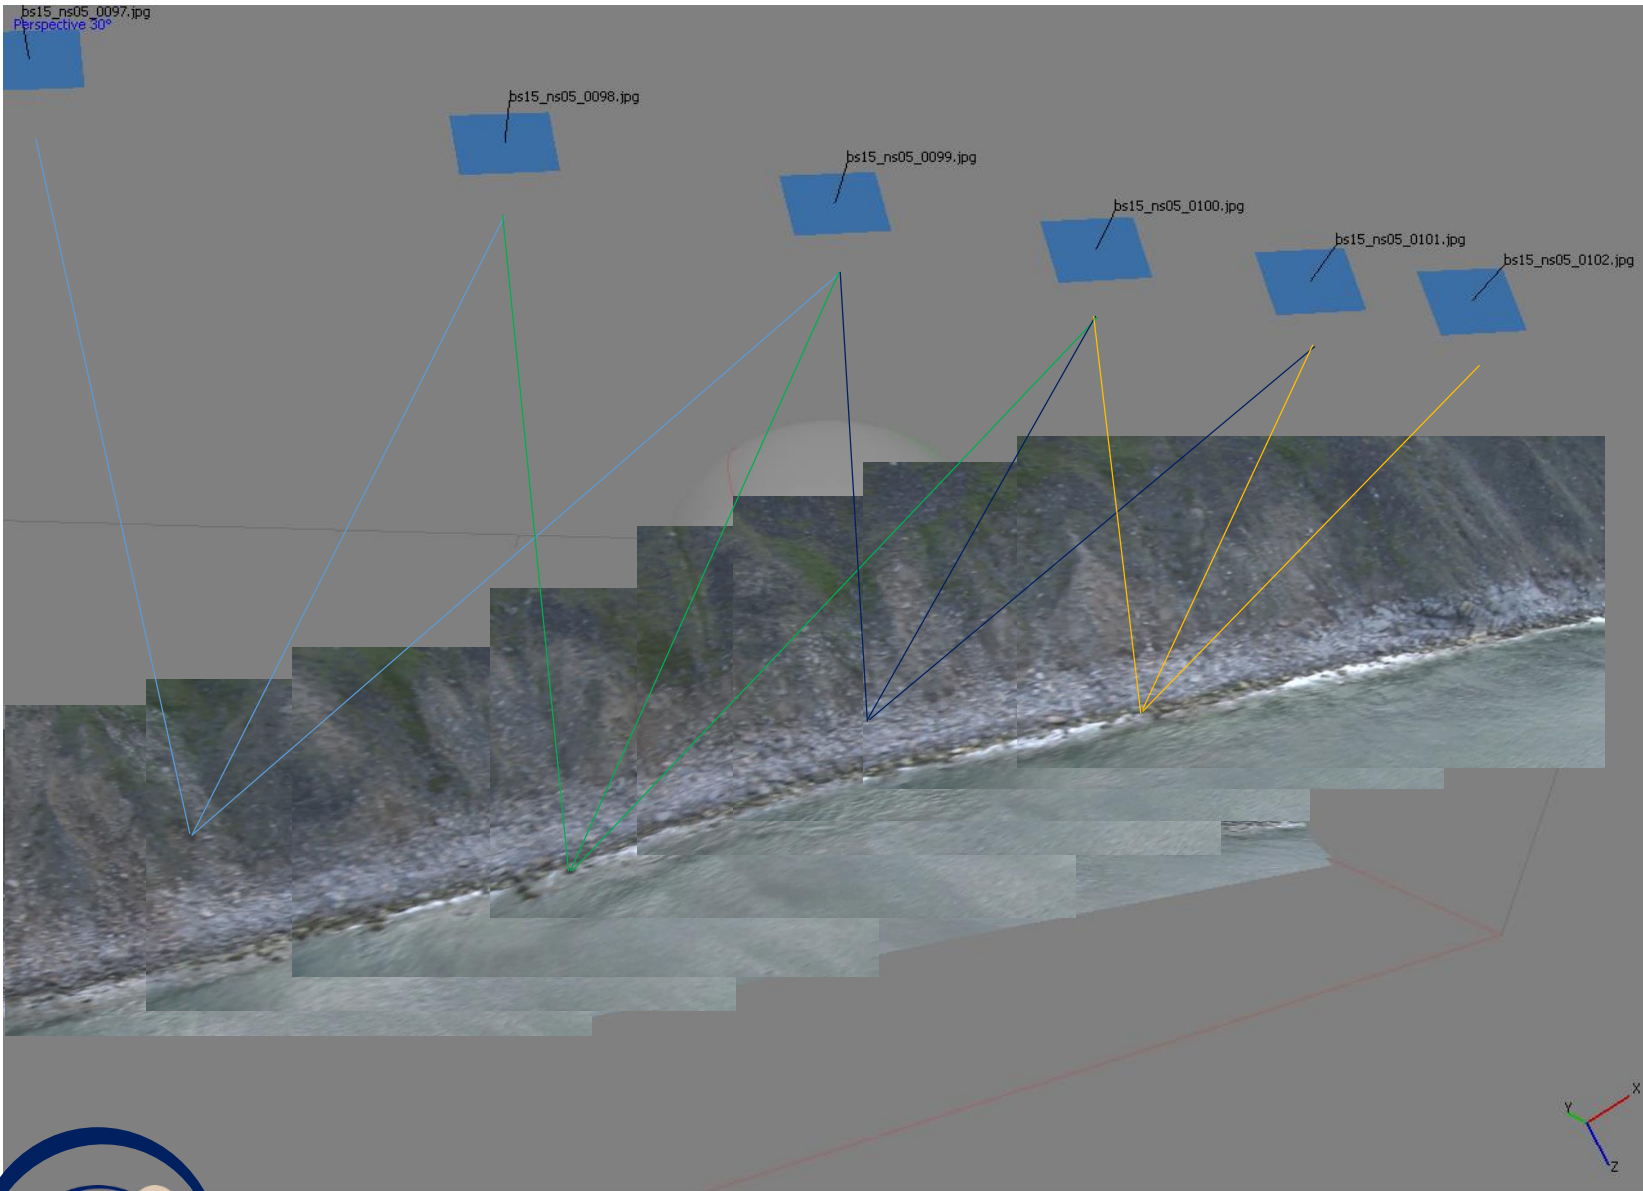 bs15_ns05_0097.jpg
Perspective 30°
bs15_ns05_0098.jpg
bs15_ns05_0099.jpg
bs15_ns05_0100.jpg
bs15_ns05_0101.jpg
bs15_ns05_0102.jpg
X
Y
Z